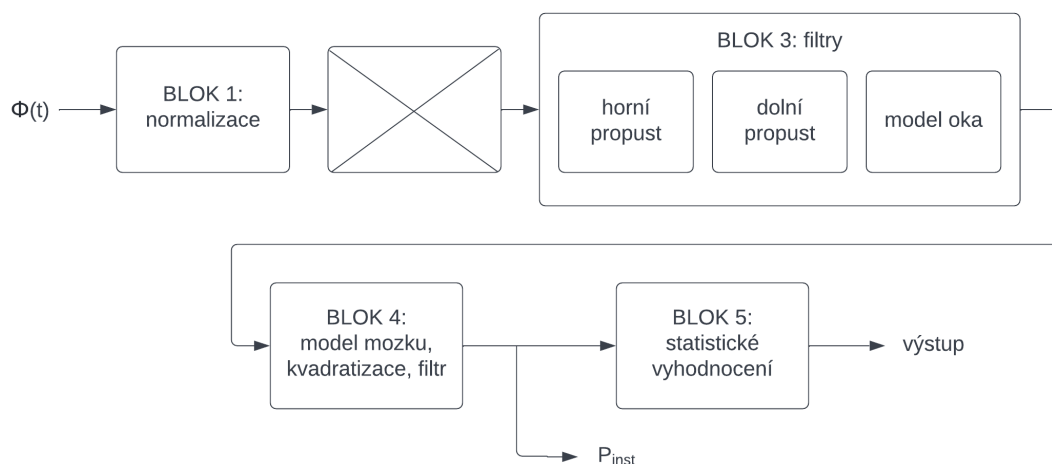 Φ(t)
BLOK 1:
normalizace
BLOK 3: filtry
horní
propust
dolní
propust
model oka
BLOK 4:
model mozku,
kvadratizace, filtr
BLOK 5:
statistické
vyhodnocení
výstup
P_inst